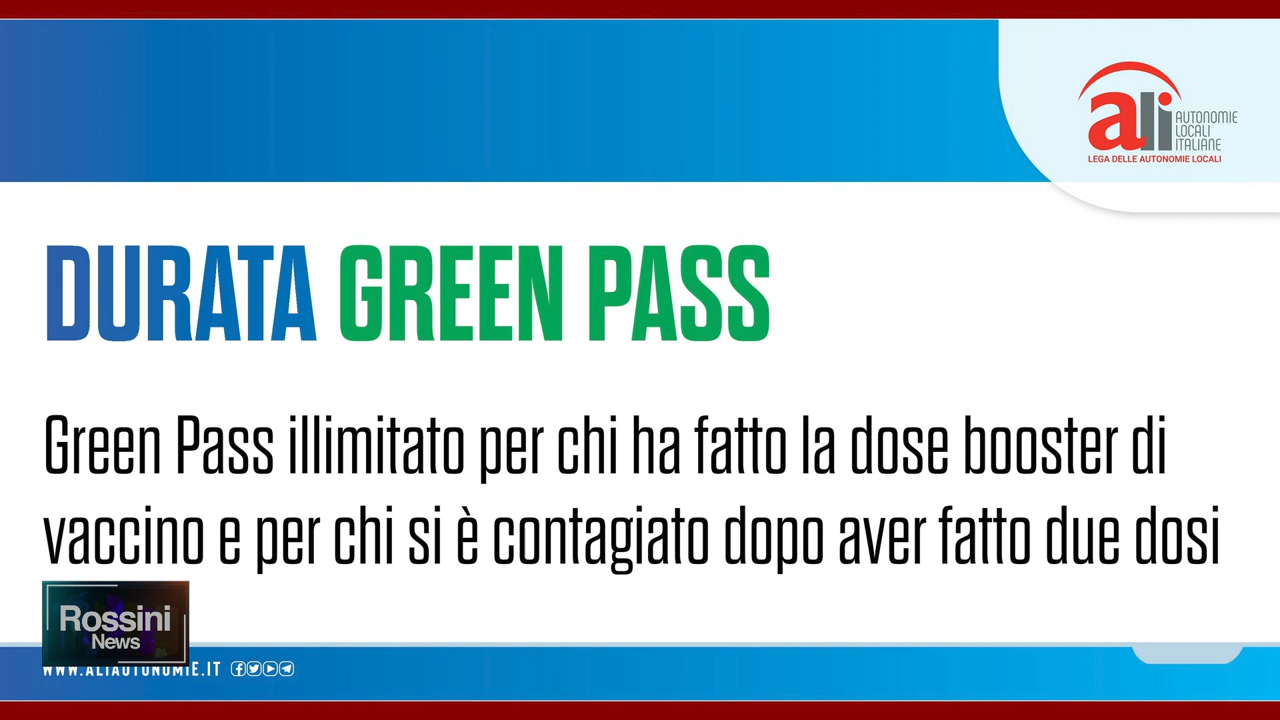 ali
AUTONOMIE
LOCALI
ITALIANE
LEGA DELLE AUTONOMIE LOCALI
DURATA GREEN PASS
Green Pass illimitato per chi ha fatto la dose booster di
vaccino e per chi si è contagiato dopo aver fatto due dosi
Rossini
News
WWW.ALIAUTONOMIE.IT